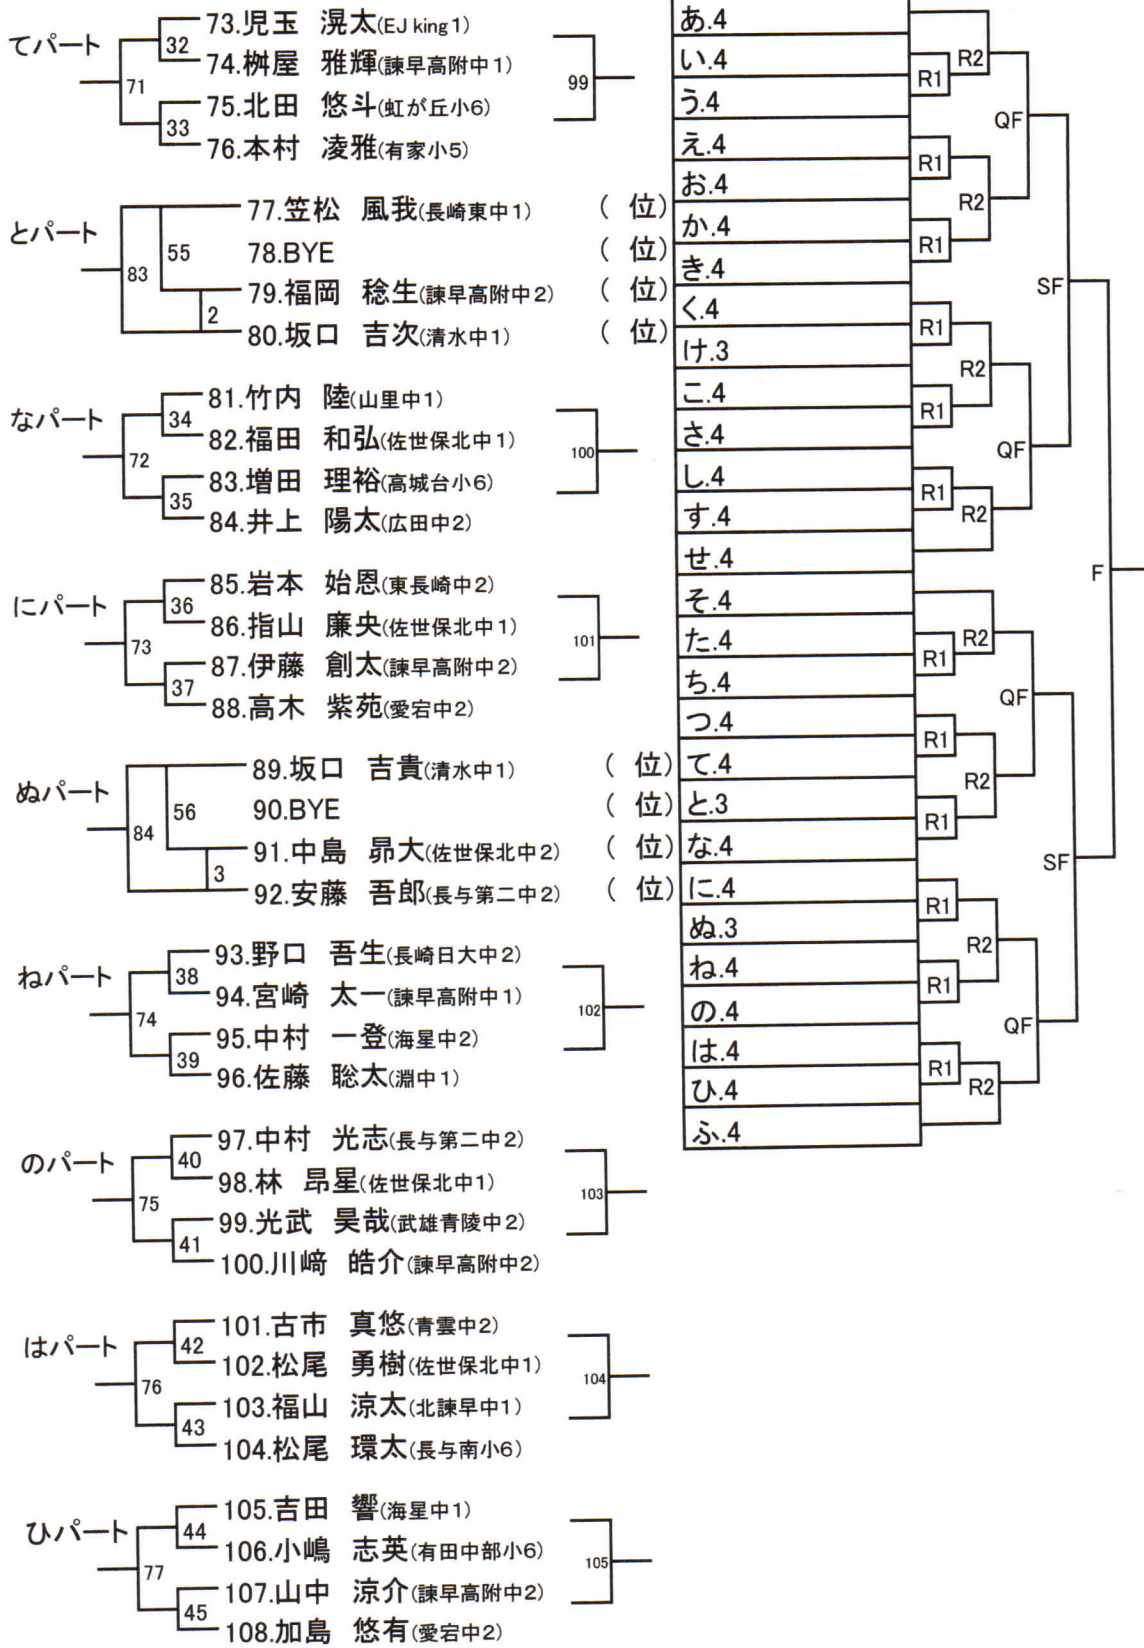 てパート
73.児玉　滉太(EJ king1)
74.桝屋　雅輝(諫早高附中1)
75.北田　悠斗(虹が丘小6)
76.本村　凌雅(有家小5)
32
33
71
99
とパート
77.笠松　風我(長崎東中1)　(　位)
78.BYE　(　位)
79.福岡　稔生(諫早高附中2)　(　位)
80.坂口　吉次(清水中1)　(　位)
55
2
83
なパート
81.竹内　陸(山里中1)
82.福田　和弘(佐世保北中1)
83.増田　理裕(高城台小6)
84.井上　陽太(広田中2)
34
35
72
100
にパート
85.岩本　始恩(東長崎中2)
86.指山　廉央(佐世保北中1)
87.伊藤　創太(諫早高附中2)
88.高木　紫苑(愛宕中2)
36
37
73
101
ぬパート
89.坂口　吉貴(清水中1)　(　位)
90.BYE　(　位)
91.中島　昴大(佐世保北中2)　(　位)
92.安藤　吾郎(長与第二中2)　(　位)
56
3
84
ねパート
93.野口　吾生(長崎日大中2)
94.宮崎　太一(諫早高附中1)
95.中村　一登(海星中2)
96.佐藤　聡太(淵中1)
38
39
74
102
のパート
97.中村　光志(長与第二中2)
98.林　昂星(佐世保北中1)
99.光武　昊哉(武雄青陵中2)
100.川﨑　皓介(諫早高附中2)
40
41
75
103
はパート
101.古市　真悠(青雲中2)
102.松尾　勇樹(佐世保北中1)
103.福山　涼太(北諫早中1)
104.松尾　環太(長与南小6)
42
43
76
104
ひパート
105.吉田　響(海星中1)
106.小嶋　志英(有田中部小6)
107.山中　涼介(諫早高附中2)
108.加島　悠有(愛宕中2)
44
45
77
105
あ.4
い.4
う.4
え.4
お.4
か.4
き.4
く.4
け.3
こ.4
さ.4
し.4
す.4
せ.4
そ.4
た.4
ち.4
つ.4
て.4
と.3
な.4
に.4
ぬ.3
ね.4
の.4
は.4
ひ.4
ふ.4
R1
R1
R1
R1
R1
R1
R1
R1
R1
R1
R1
R1
R2
R2
R2
R2
R2
R2
R2
R2
QF
QF
QF
QF
SF
SF
F